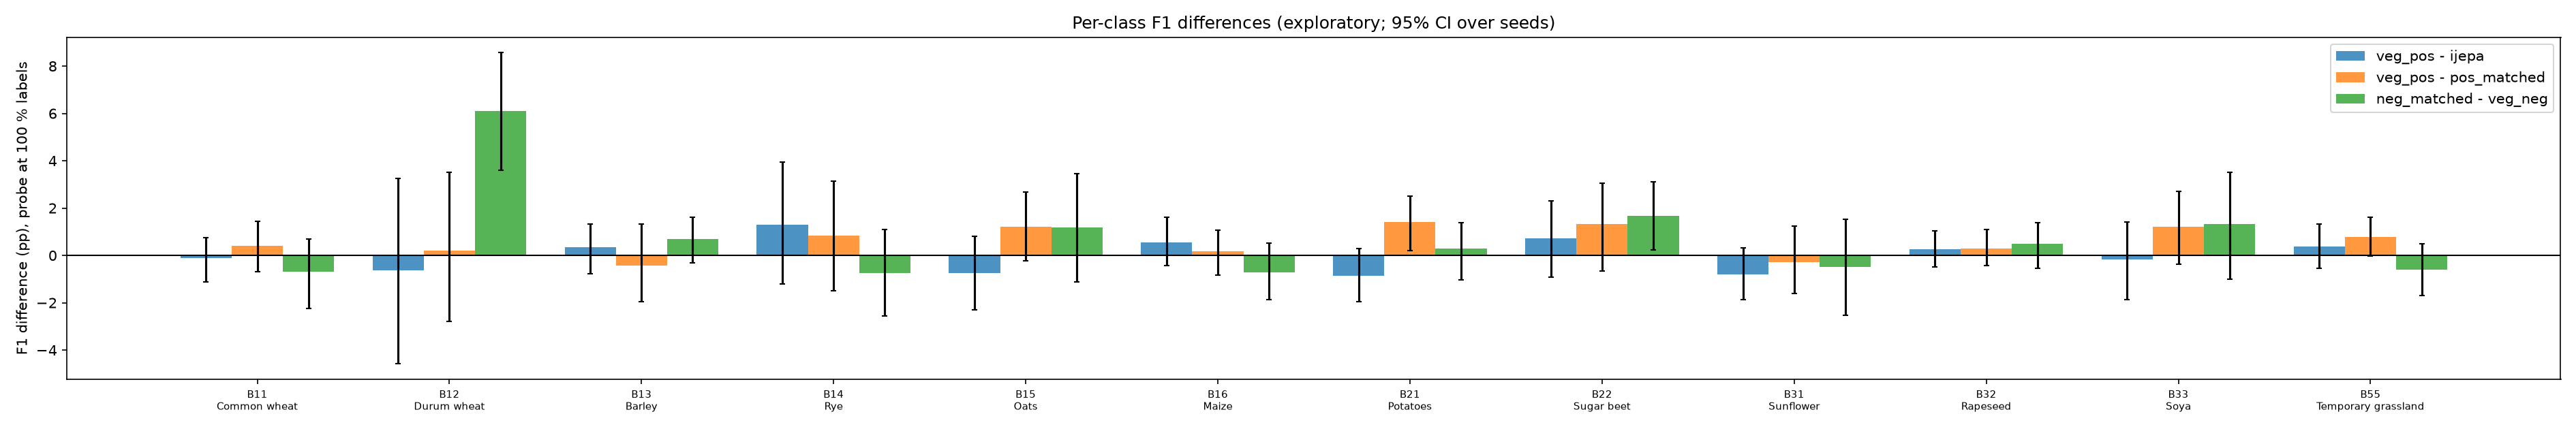 Per-class F1 differences (exploratory; 95% CI over seeds)
F1 difference (pp), probe at 100 % labels
8
6
4
2
0
−2
−4
veg_pos - ijepa
veg_pos - pos_matched
neg_matched - veg_neg
B11
Common wheat
B12
Durum wheat
B13
Barley
B14
Rye
B15
Oats
B16
Maize
B21
Potatoes
B22
Sugar beet
B31
Sunflower
B32
Rapeseed
B33
Soya
B55
Temporary grassland